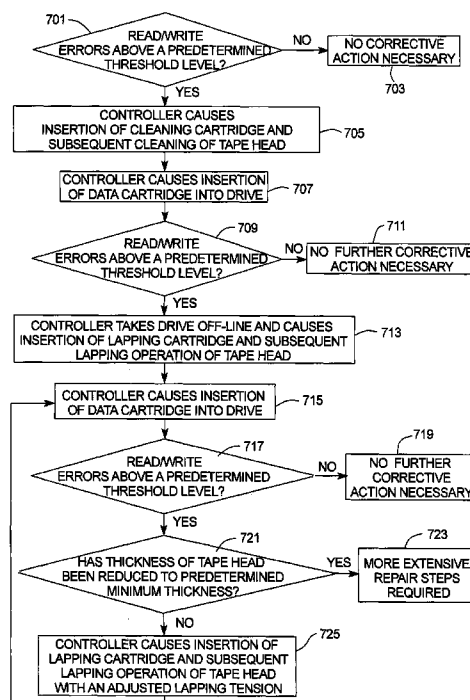 701
READ/WRITE
ERRORS ABOVE A PREDETERMINED
THRESHOLD LEVEL?
NO
NO CORRECTIVE
ACTION NECESSARY
703
YES
CONTROLLER CAUSES
INSERTION OF CLEANING CARTRIDGE AND
SUBSEQUENT CLEANING OF TAPE HEAD
705
CONTROLLER CAUSES INSERTION
OF DATA CARTRIDGE INTO DRIVE
707
709
READ/WRITE
ERRORS ABOVE A PREDETERMINED
THRESHOLD LEVEL?
NO
711
NO FURTHER CORRECTIVE
ACTION NECESSARY
YES
CONTROLLER TAKES DRIVE OFF-LINE AND CAUSES
INSERTION OF LAPPING CARTRIDGE AND SUBSEQUENT
LAPPING OPERATION OF TAPE HEAD
713
CONTROLLER CAUSES INSERTION
OF DATA CARTRIDGE INTO DRIVE
715
717
READ/WRITE
ERRORS ABOVE A PREDETERMINED
THRESHOLD LEVEL?
NO
719
NO FURTHER
CORRECTIVE
ACTION NECESSARY
YES
721
HAS THICKNESS OF TAPE HEAD
BEEN REDUCED TO PREDETERMINED
MINIMUM THICKNESS?
YES
723
MORE EXTENSIVE
REPAIR STEPS
REQUIRED
NO
725
CONTROLLER CAUSES INSERTION OF
LAPPING CARTRIDGE AND SUBSEQUENT
LAPPING OPERATION OF TAPE HEAD
WITH AN ADJUSTED LAPPING TENSION